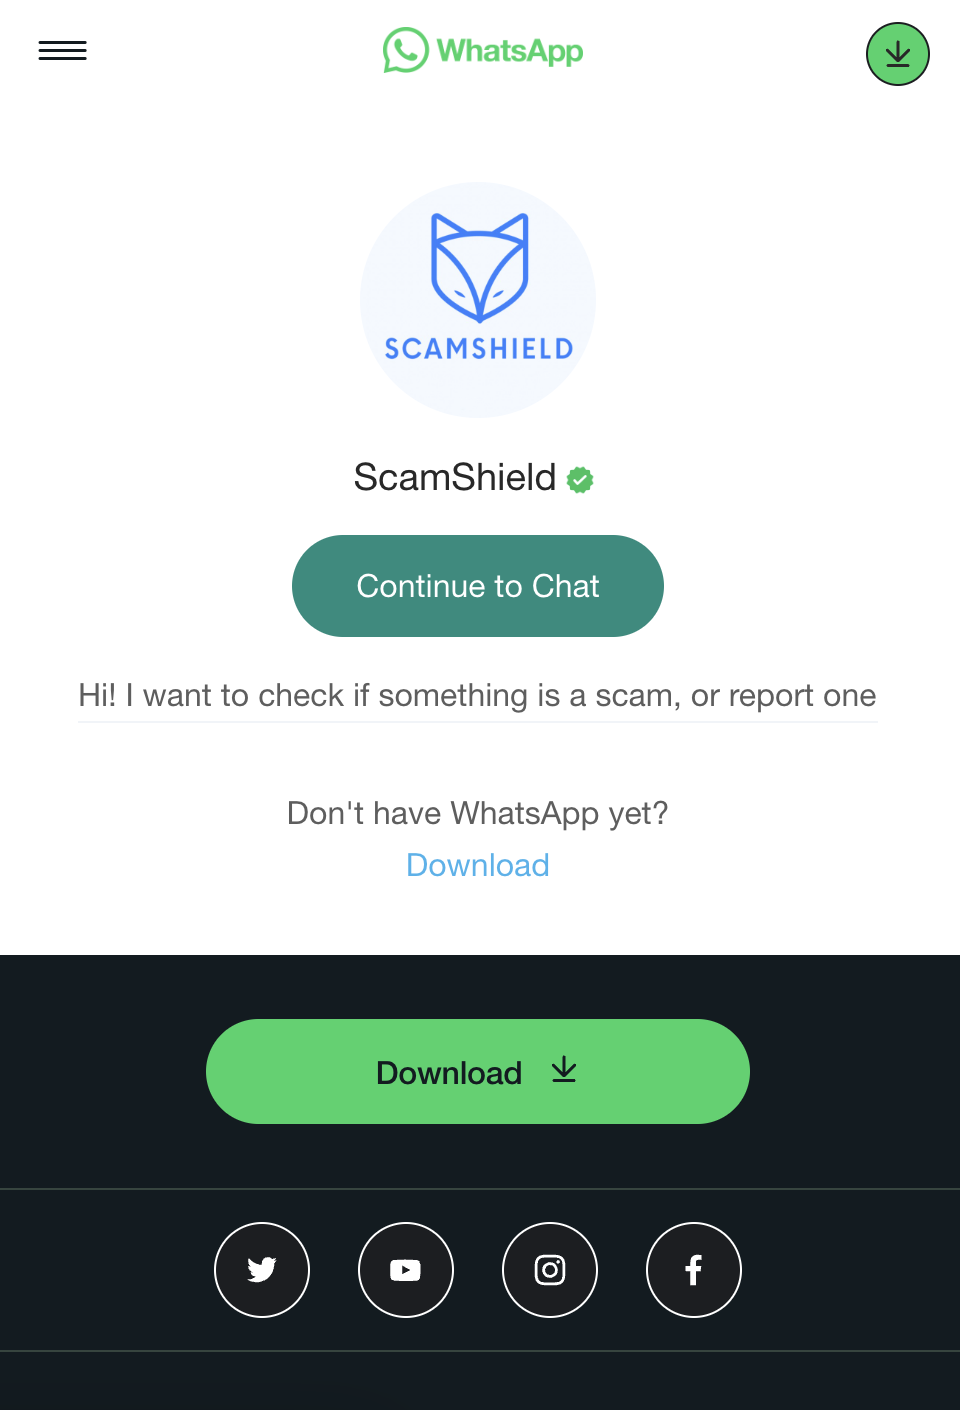 WhatsApp
SCAMSHIELD
ScamShield
Continue to Chat
Hi! I want to check if something is a scam, or report one
Don't have WhatsApp yet?
Download
Download